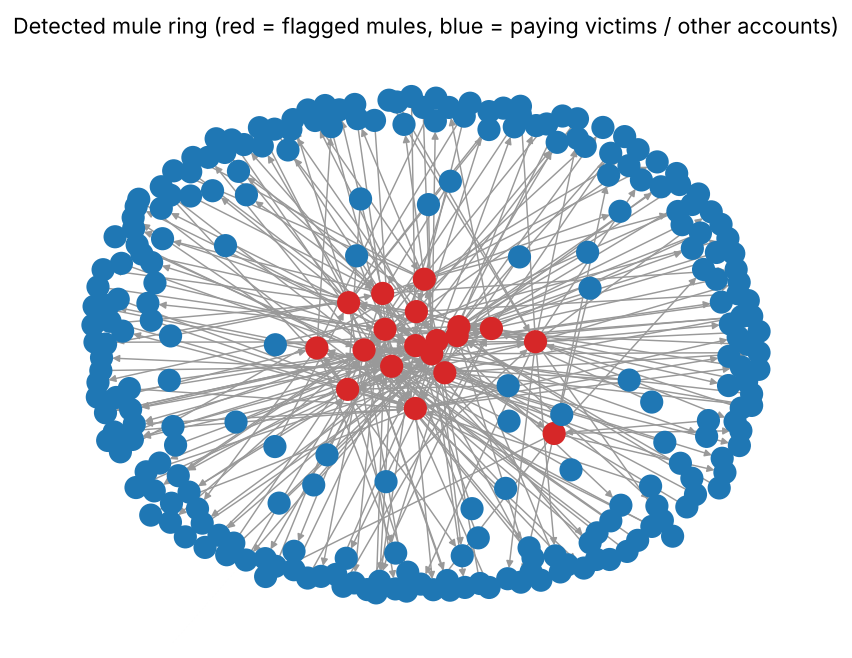 Detected mule ring (red = flagged mules, blue = paying victims / other accounts)